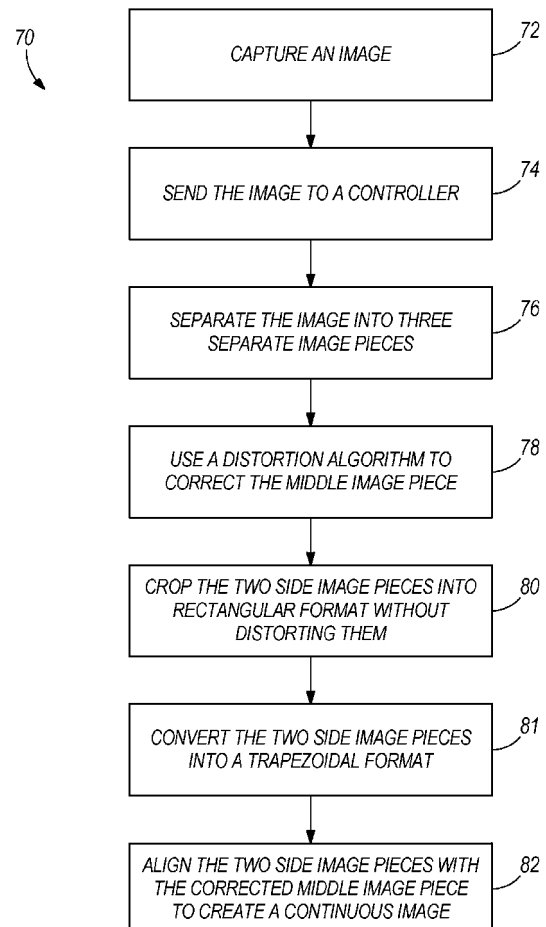 70
CAPTURE AN IMAGE
72
SEND THE IMAGE TO A CONTROLLER
74
SEPARATE THE IMAGE INTO THREE
SEPARATE IMAGE PIECES
76
USE A DISTORTION ALGORITHM TO
CORRECT THE MIDDLE IMAGE PIECE
78
CROP THE TWO SIDE IMAGE PIECES INTO
RECTANGULAR FORMAT WITHOUT
DISTORTING THEM
80
CONVERT THE TWO SIDE IMAGE PIECES
INTO A TRAPEZOIDAL FORMAT
81
ALIGN THE TWO SIDE IMAGE PIECES WITH
THE CORRECTED MIDDLE IMAGE PIECE
TO CREATE A CONTINUOUS IMAGE
82